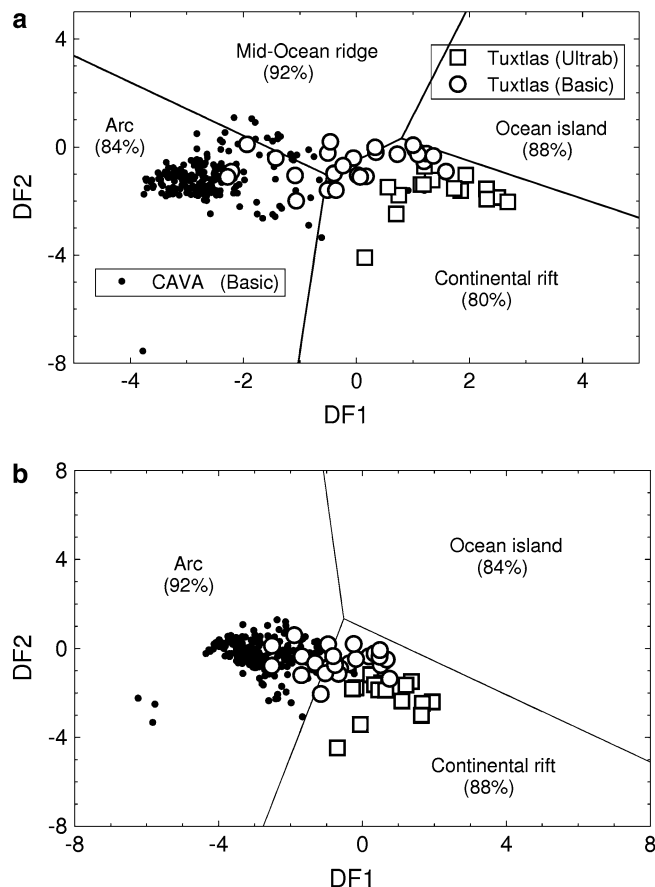 a
4
0
-4
-8
DF2
Mid-Ocean ridge
(92%)
Tuxtlas (Ultrab)
Tuxtlas (Basic)
Arc
(84%)
Ocean island
(88%)
CAVA (Basic)
Continental rift
(80%)
-4 -2 0 2 4
DF1
b
8
4
0
-4
-8
DF2
Ocean island
(84%)
Arc
(92%)
Continental rift
(88%)
-8 -4 0 4 8
DF1